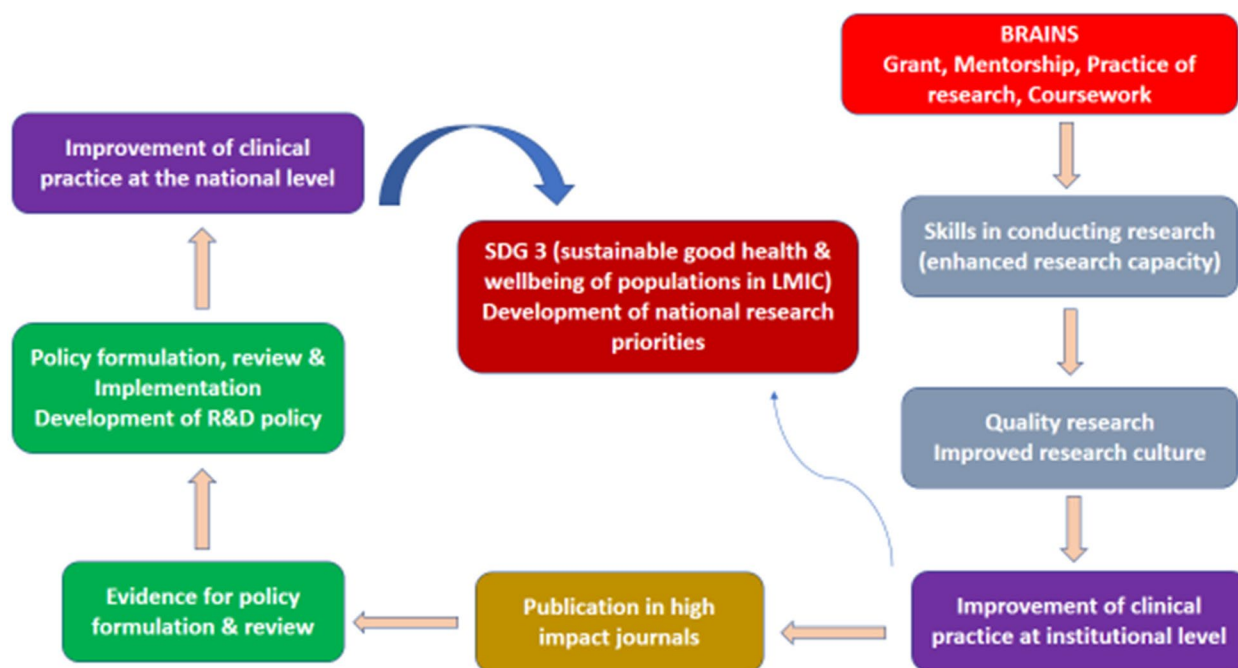 BRAINS
Grant, Mentorship, Practice of
research, Coursework
Skills in conducting research
(enhanced research capacity)
Quality research
Improved research culture
Improvement of clinical
practice at institutional level
Publication in high
impact journals
Evidence for policy
formulation & review
Policy formulation, review &
Implementation
Development of R&D policy
Improvement of clinical
practice at the national level
SDG 3 (sustainable good health &
wellbeing of populations in LMIC)
Development of national research
priorities